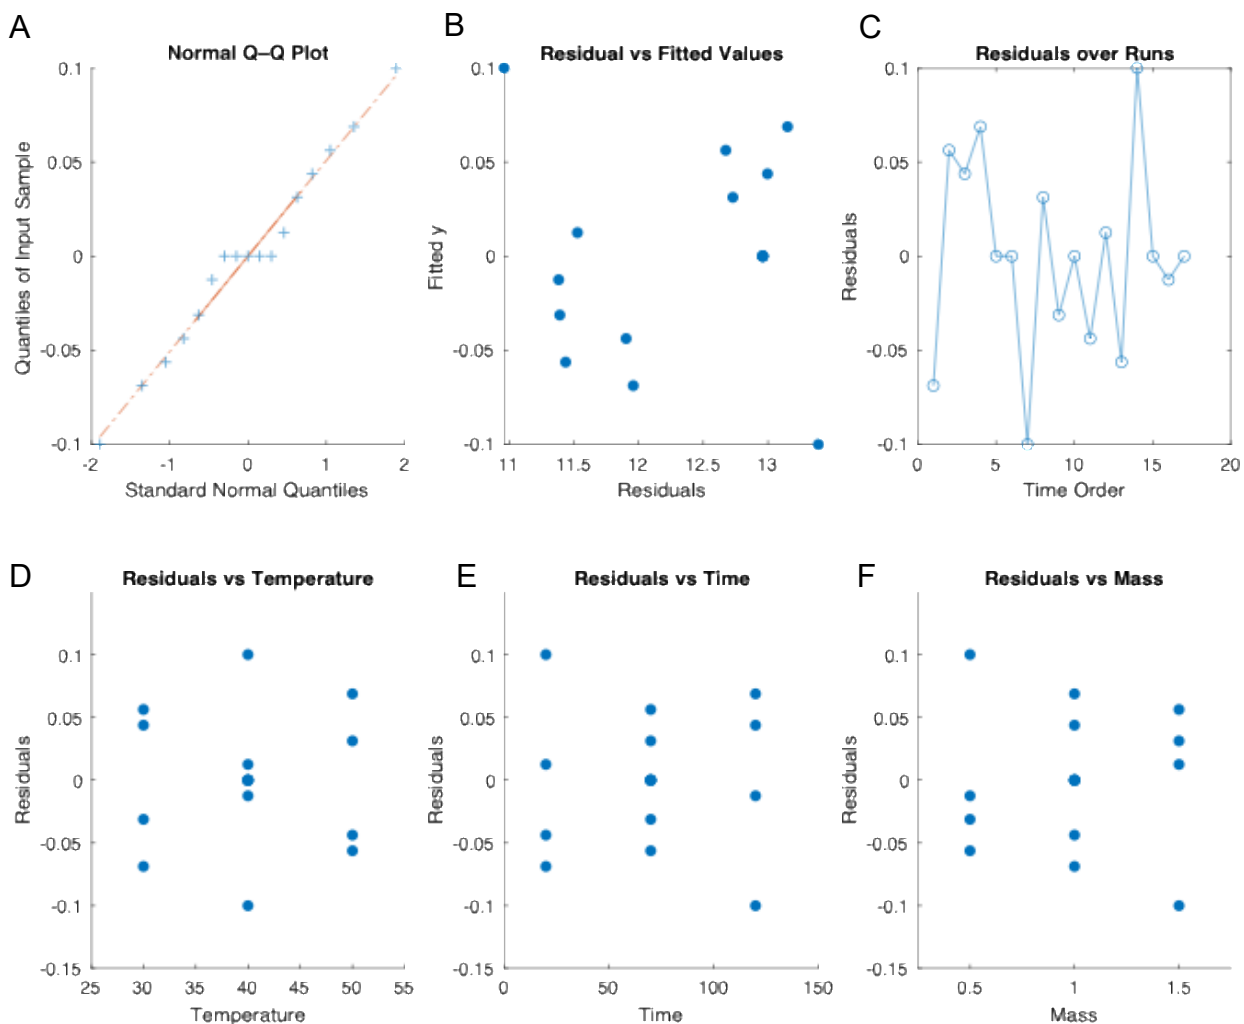 A
Normal Q–Q Plot
0.1
0.05
0
-0.05
-0.1
-2
-1
0
1
2
Quantiles of Input Sample
Standard Normal Quantiles
B
Residual vs Fitted Values
0.1
0.05
0
-0.05
-0.1
11
11.5
12
12.5
13
Fitted y
Residuals
C
Residuals over Runs
0.1
0.05
0
-0.05
-0.1
0
5
10
15
20
Residuals
Time Order
D
Residuals vs Temperature
0.1
0.05
0
-0.05
-0.1
-0.15
25
30
35
40
45
50
55
Residuals
Temperature
E
Residuals vs Time
0.1
0.05
0
-0.05
-0.1
-0.15
0
50
100
150
Residuals
Time
F
Residuals vs Mass
0.1
0.05
0
-0.05
-0.1
-0.15
0.5
1
1.5
Residuals
Mass